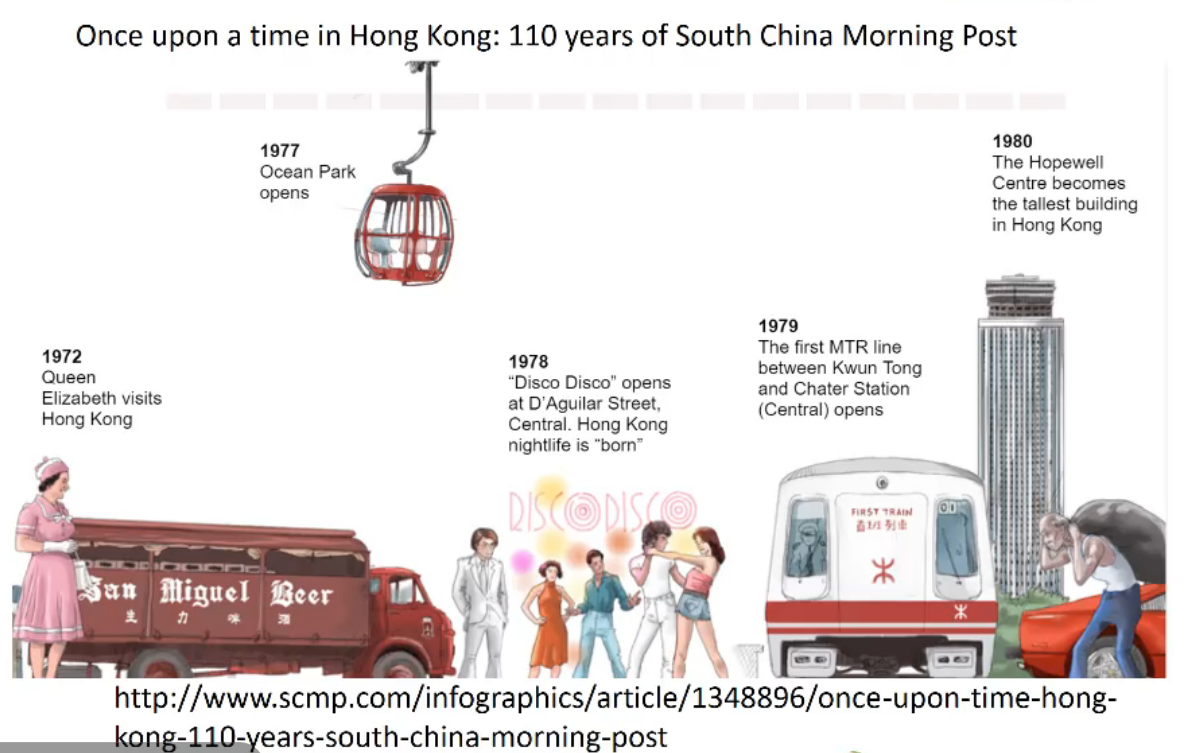 Once upon a time in Hong Kong: 110 years of South China Morning Post
1977
Ocean Park
opens
1980
The Hopewell
Centre becomes
the tallest building
in Hong Kong
1972
Queen
Elizabeth visits
Hong Kong
1978
“Disco Disco” opens
at D’Aguilar Street,
Central. Hong Kong
nightlife is “born”
1979
The first MTR line
between Kwun Tong
and Chater Station
(Central) opens
DISCO DISCO
FIRST TRAIN
首班列車
01
San Miguel Beer
生 力 啤 酒
http://www.scmp.com/infographics/article/1348896/once-upon-time-hong-
kong-110-years-south-china-morning-post